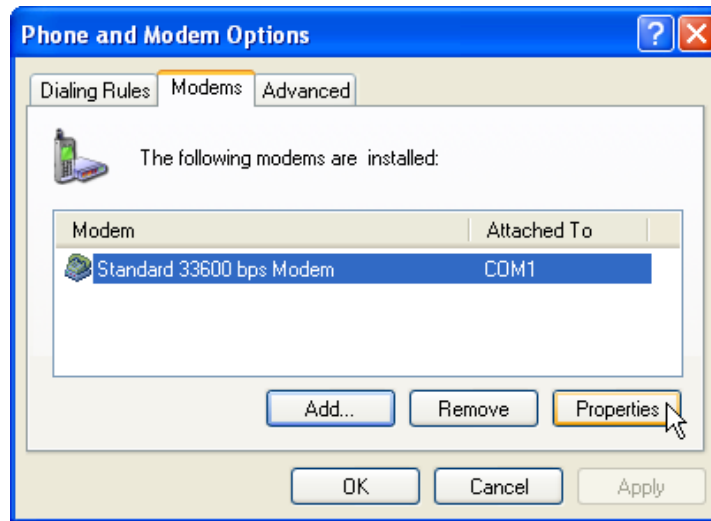 Phone and Modem Options
Dialing Rules Modems Advanced
The following modems are installed:
Modem Attached To
Standard 33600 bps Modem COM1
Add... Remove Properties
OK Cancel Apply